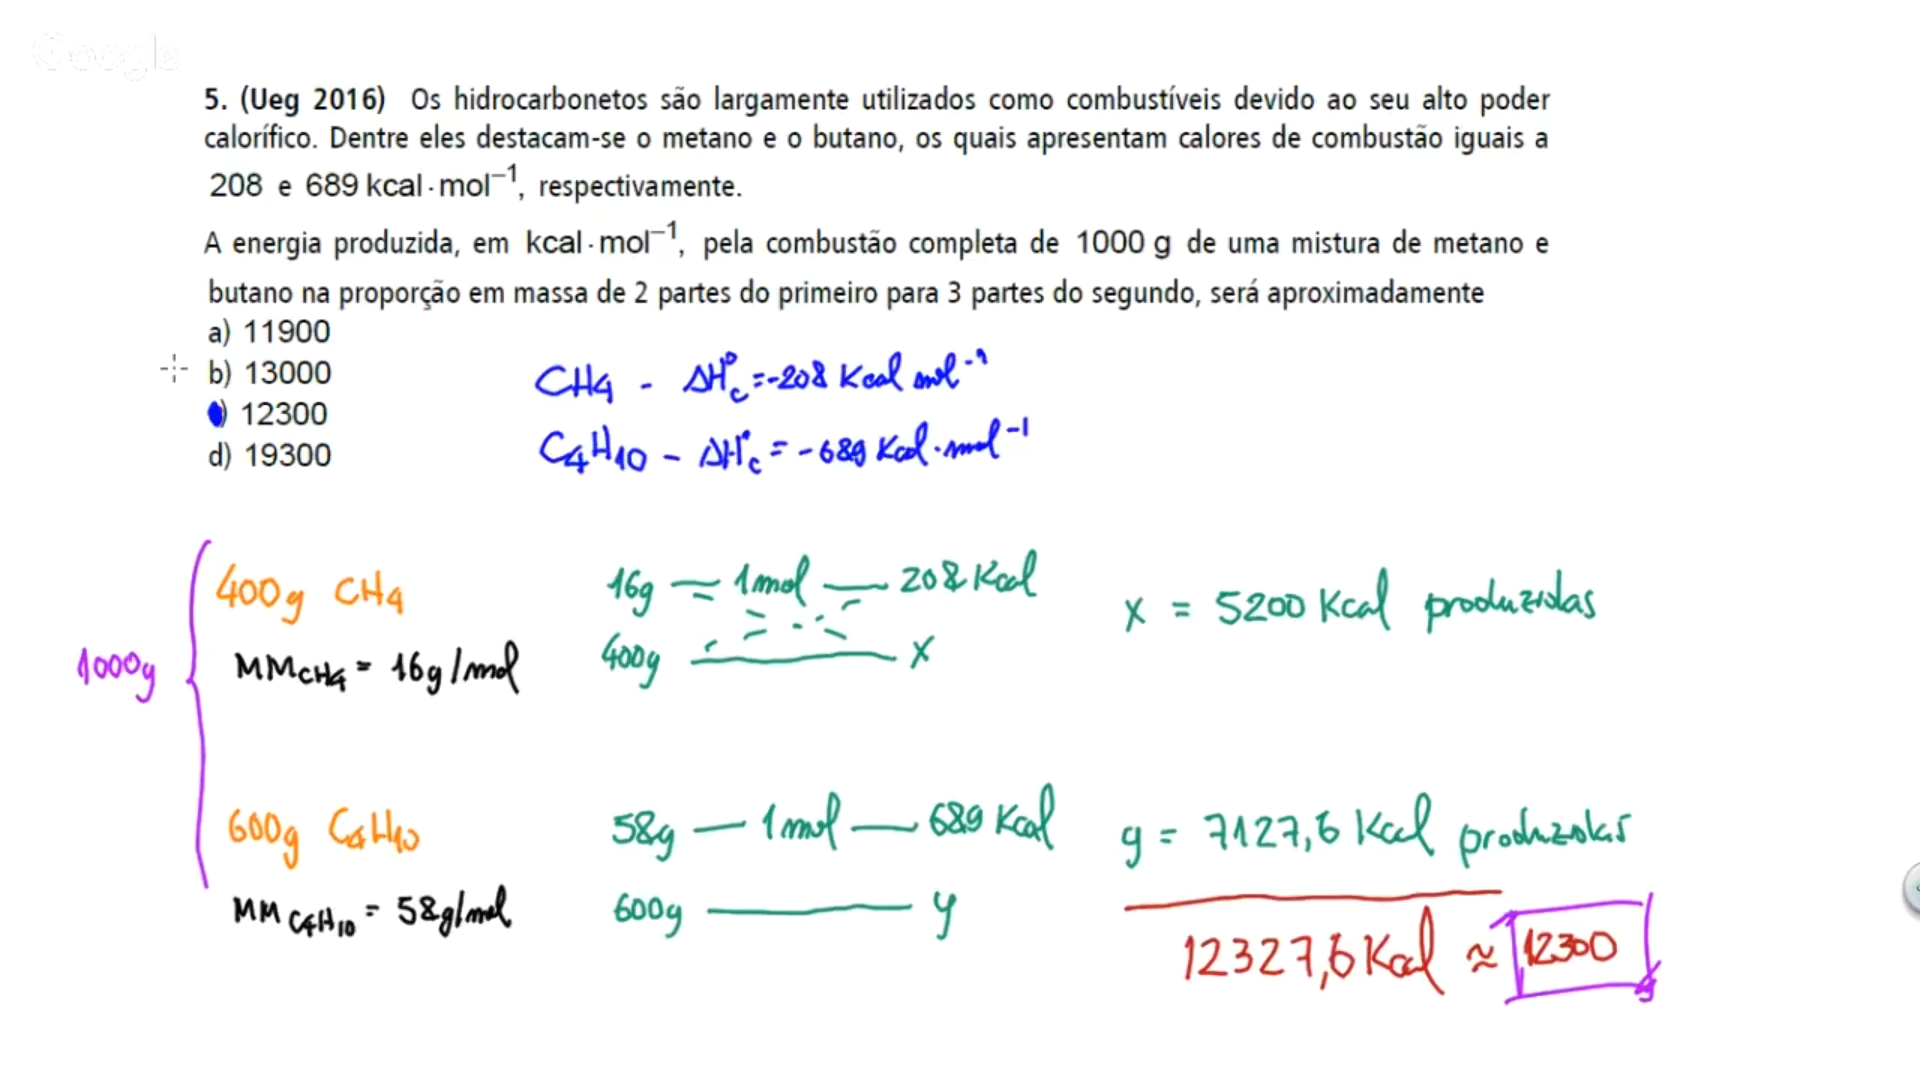 Google
5. (Ueg 2016) Os hidrocarbonetos são largamente utilizados como combustíveis devido ao seu alto poder
calorífico. Dentre eles destacam-se o metano e o butano, os quais apresentam calores de combustão iguais a
208 e 689 kcal·mol⁻¹, respectivamente.
A energia produzida, em kcal·mol⁻¹, pela combustão completa de 1000 g de uma mistura de metano e
butano na proporção em massa de 2 partes do primeiro para 3 partes do segundo, será aproximadamente
a) 11900
b) 13000
) 12300
d) 19300
CH4 - ΔH°c = -208 Kcal mol⁻¹
C4H10 - ΔH°c = -689 Kcal·mol⁻¹
1000g
400g CH4
MM CH4 = 16g/mol
16g — 1mol — 208 Kcal
400g — X
X = 5200 Kcal produzidas
600g C4H10
MM C4H10 = 58g/mol
58g — 1mol — 689 Kcal
600g — y
y = 7127,6 Kcal produzidas
12327,6 Kcal ≈ 12300